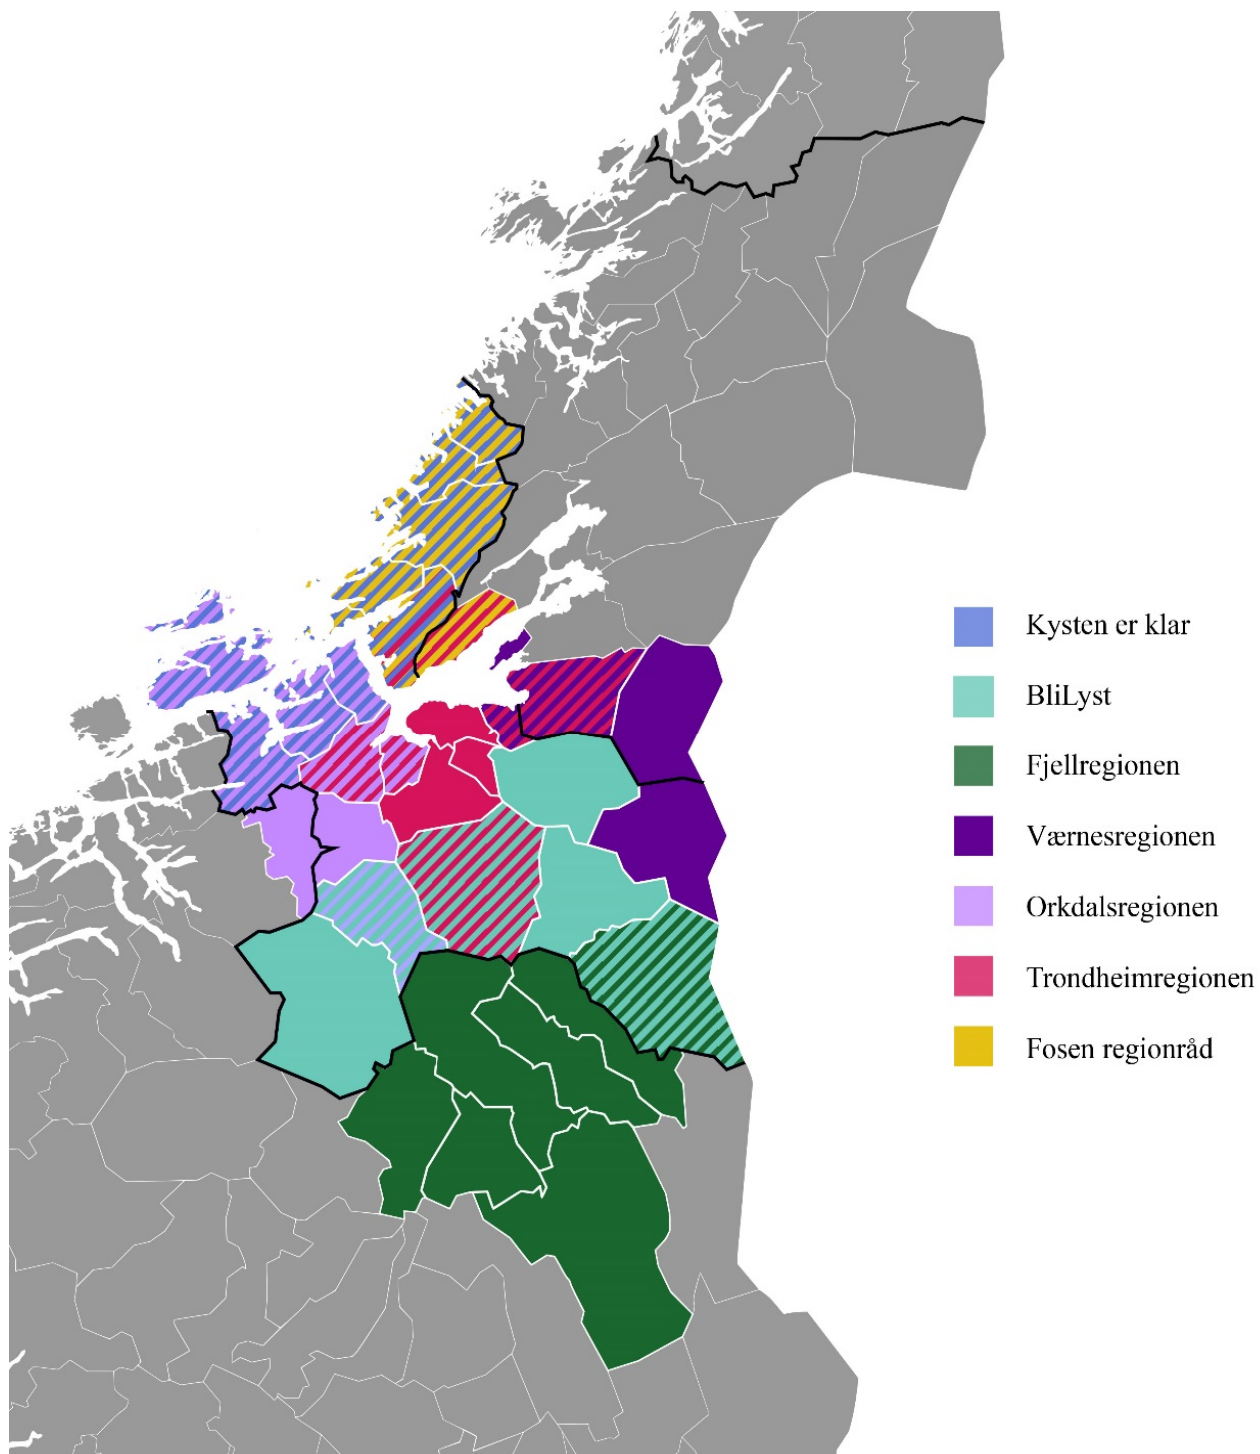 Kysten er klar
BliLyst
Fjellregionen
Værnesregionen
Orkdalsregionen
Trondheimregionen
Fosen regionråd